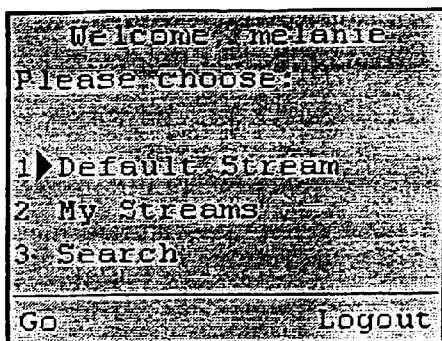 Welcome melanie
Please choose:
1 Default Stream
2 My Streams
3 Search
Go Logout